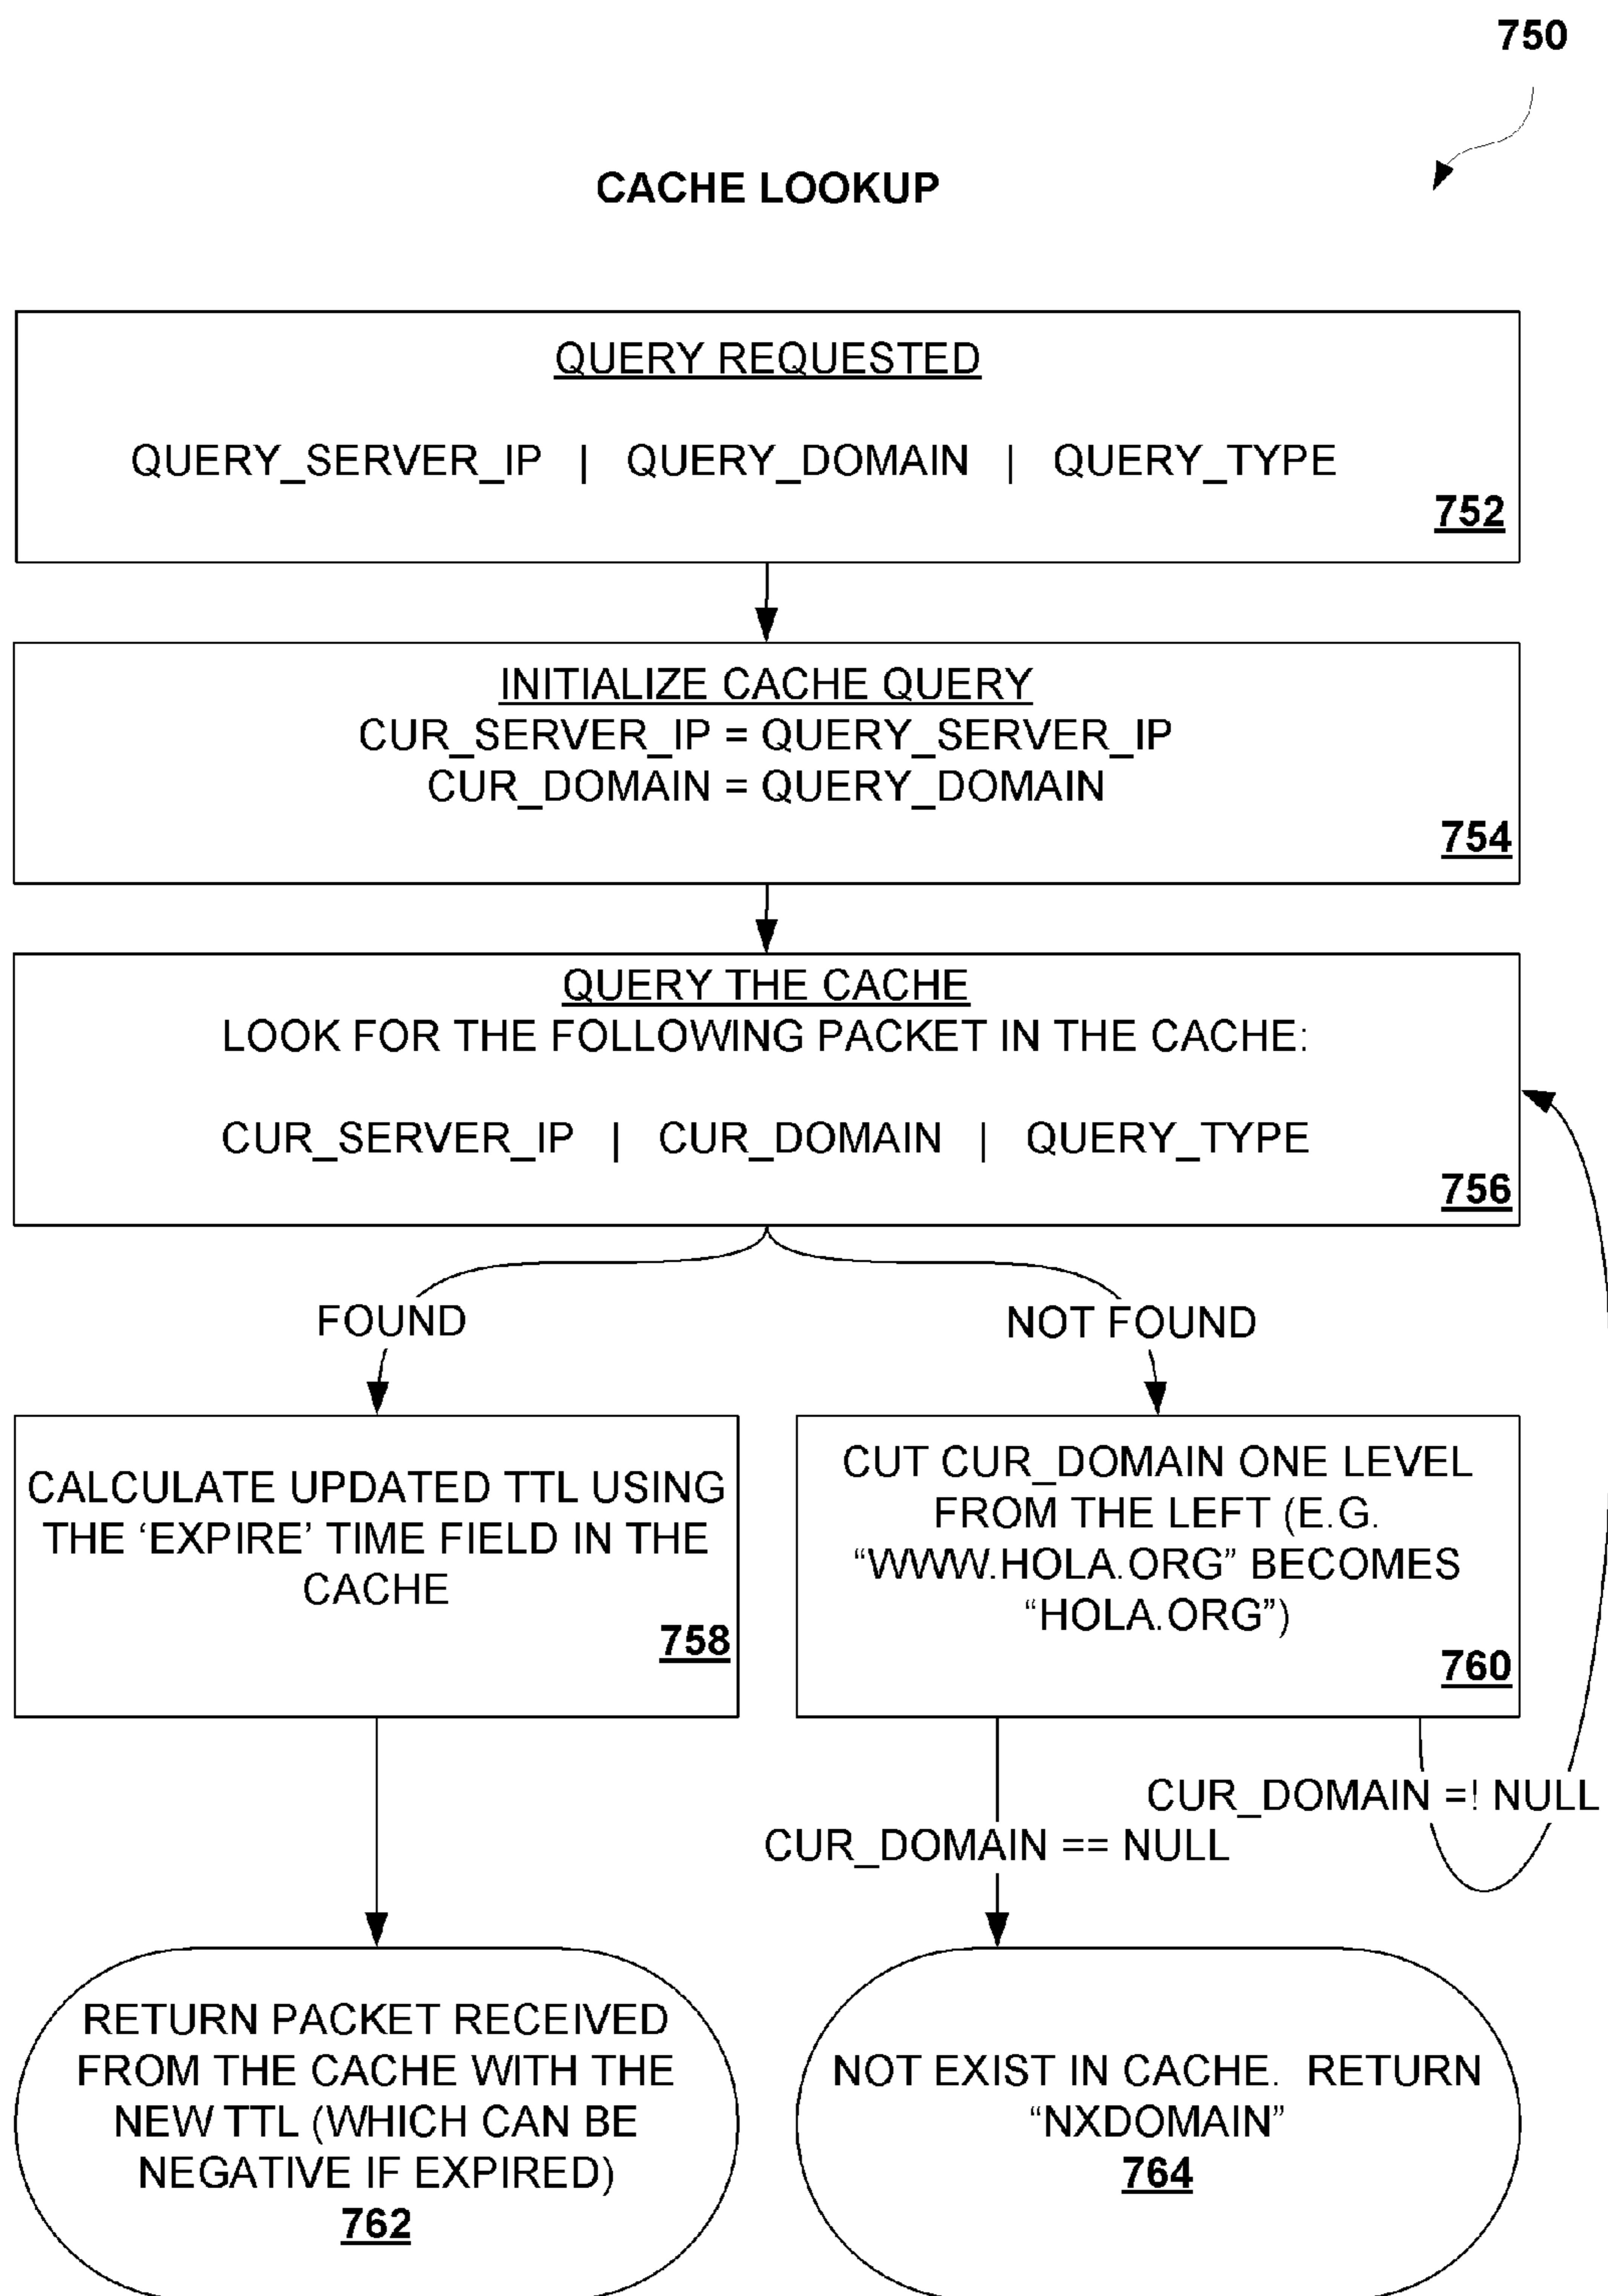 750
CACHE LOOKUP
QUERY REQUESTED
QUERY_SERVER_IP | QUERY_DOMAIN | QUERY_TYPE
752
INITIALIZE CACHE QUERY
CUR_SERVER_IP = QUERY_SERVER_IP
CUR_DOMAIN = QUERY_DOMAIN
754
QUERY THE CACHE
LOOK FOR THE FOLLOWING PACKET IN THE CACHE:
CUR_SERVER_IP | CUR_DOMAIN | QUERY_TYPE
756
FOUND
NOT FOUND
CALCULATE UPDATED TTL USING
THE ‘EXPIRE’ TIME FIELD IN THE
CACHE
758
CUT CUR_DOMAIN ONE LEVEL
FROM THE LEFT (E.G.
“WWW.HOLA.ORG” BECOMES
“HOLA.ORG”)
760
CUR_DOMAIN =! NULL
CUR_DOMAIN == NULL
RETURN PACKET RECEIVED
FROM THE CACHE WITH THE
NEW TTL (WHICH CAN BE
NEGATIVE IF EXPIRED)
762
NOT EXIST IN CACHE. RETURN
“NXDOMAIN”
764